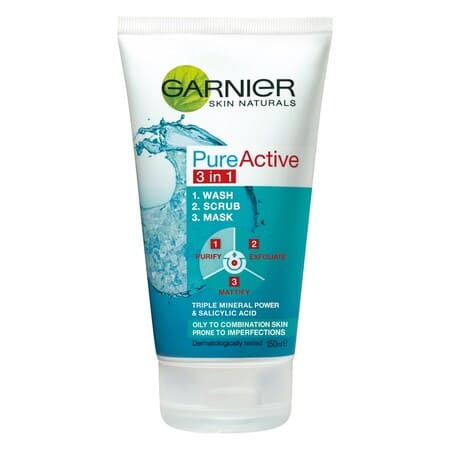 GARNIER
SKIN NATURALS
PureActive
3 in 1
1. WASH
2. SCRUB
3. MASK
1 2
PURIFY EXFOLIATE
3
MATTIFY
TRIPLE MINERAL POWER
& SALICYLIC ACID
OILY TO COMBINATION SKIN
PRONE TO IMPERFECTIONS
Dermatologically tested 150ml ℮